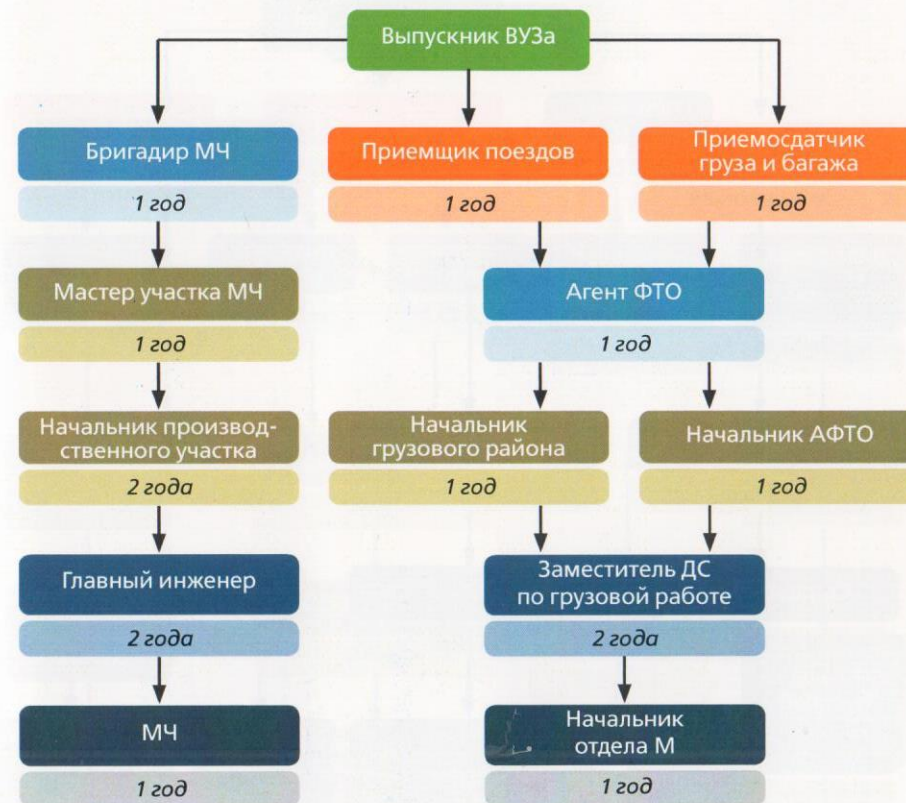 Выпускник ВУЗа
Бригадир МЧ
1 год
Приемщик поездов
1 год
Приемосдатчик
груза и багажа
1 год
Мастер участка МЧ
1 год
Агент ФТО
1 год
Начальник производ-
ственного участка
2 года
Начальник
грузового района
1 год
Начальник АФТО
1 год
Главный инженер
2 года
Заместитель ДС
по грузовой работе
2 года
МЧ
1 год
Начальник
отдела М
1 год